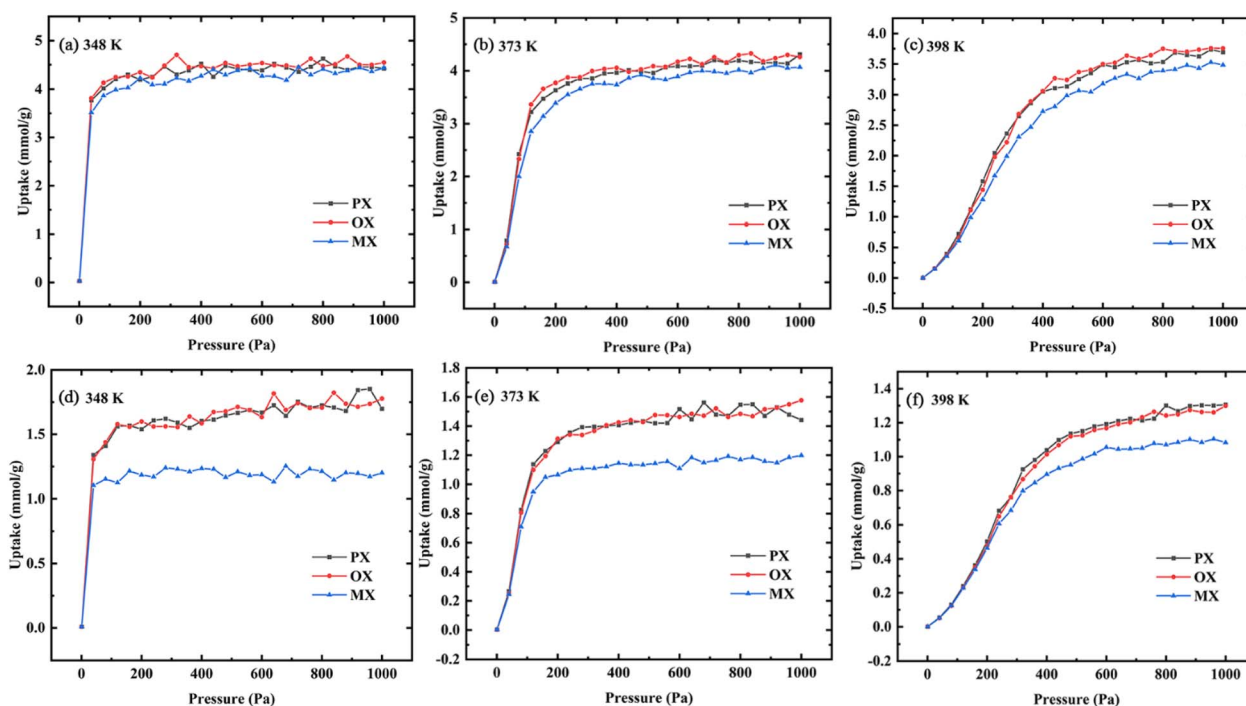 (a) 348 K
Uptake (mmol/g)
5
4
3
2
1
0
PX
OX
MX
0 200 400 600 800 1000
Pressure (Pa)
(b) 373 K
Uptake (mmol/g)
5
4
3
2
1
0
PX
OX
MX
0 200 400 600 800 1000
Pressure (Pa)
(c) 398 K
Uptake (mmol/g)
4.0
3.5
3.0
2.5
2.0
1.5
1.0
0.5
0.0
-0.5
PX
OX
MX
0 200 400 600 800 1000
Pressure (Pa)
(d) 348 K
Uptake (mmol/g)
2.0
1.5
1.0
0.5
0.0
PX
OX
MX
0 200 400 600 800 1000
Pressure (Pa)
(e) 373 K
Uptake (mmol/g)
1.8
1.6
1.4
1.2
1.0
0.8
0.6
0.4
0.2
0.0
-0.2
PX
OX
MX
0 200 400 600 800 1000
Pressure (Pa)
(f) 398 K
Uptake (mmol/g)
1.4
1.2
1.0
0.8
0.6
0.4
0.2
0.0
-0.2
PX
OX
MX
0 200 400 600 800 1000
Pressure (Pa)